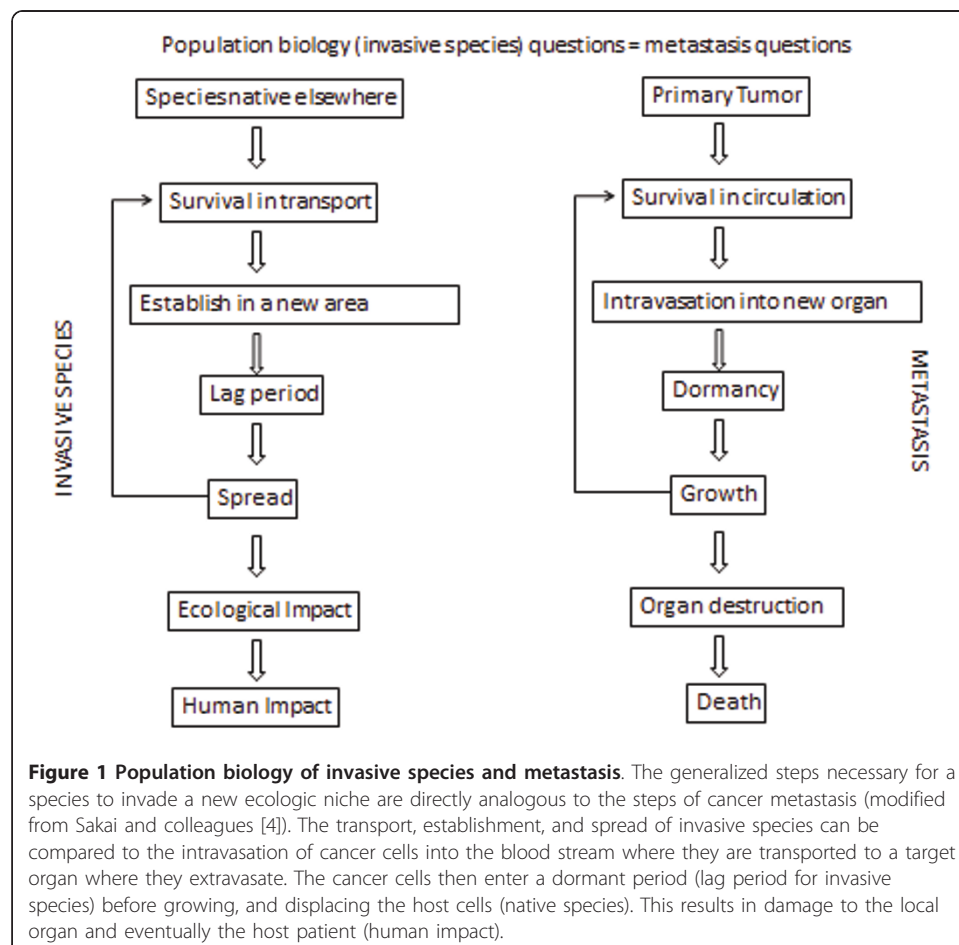 Population biology (invasive species) questions = metastasis questions
Species native elsewhere
Survival in transport
Establish in a new area
Lag period
Spread
Ecological Impact
Human Impact
INVASIVE SPECIES
Primary Tumor
Survival in circulation
Intravasation into new organ
Dormancy
Growth
Organ destruction
Death
METASTASIS
Figure 1 Population biology of invasive species and metastasis. The generalized steps necessary for a
species to invade a new ecologic niche are directly analogous to the steps of cancer metastasis (modified
from Sakai and colleagues [4]). The transport, establishment, and spread of invasive species can be
compared to the intravasation of cancer cells into the blood stream where they are transported to a target
organ where they extravasate. The cancer cells then enter a dormant period (lag period for invasive
species) before growing, and displacing the host cells (native species). This results in damage to the local
organ and eventually the host patient (human impact).